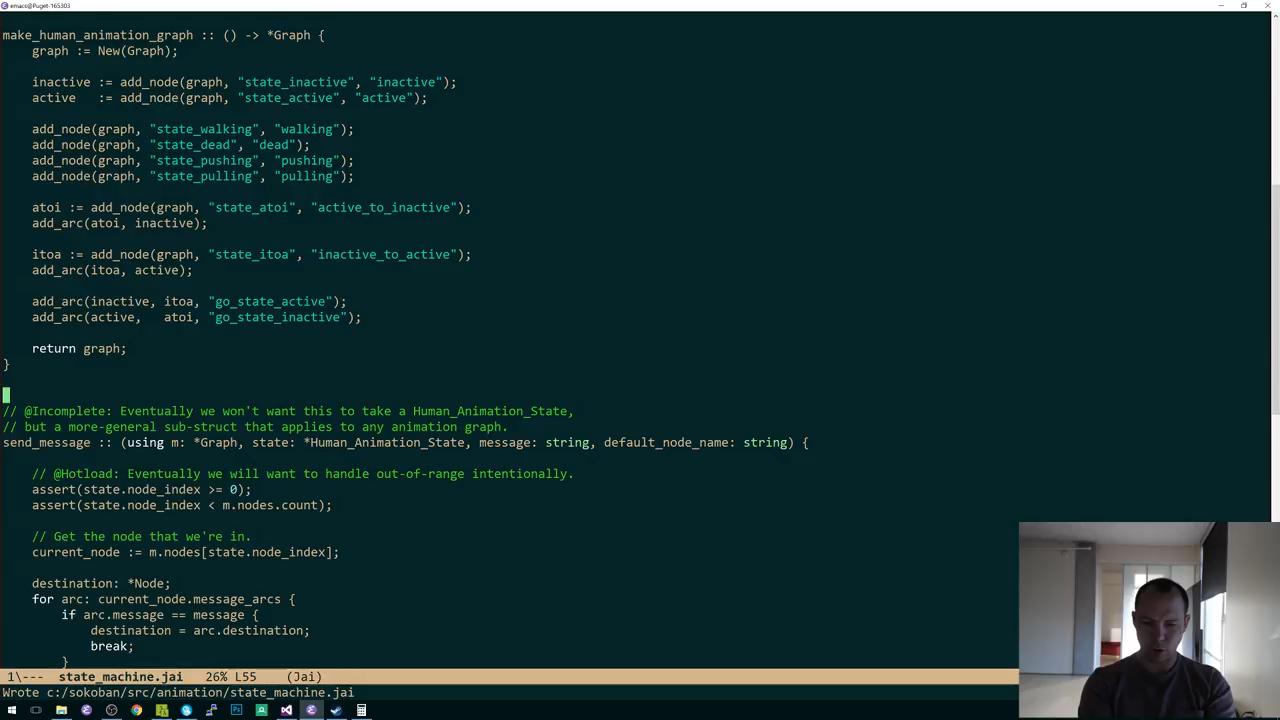 emacs@Puget-165303
make_human_animation_graph :: () -> *Graph {
    graph := New(Graph);
    inactive := add_node(graph, "state_inactive", "inactive");
    active   := add_node(graph, "state_active", "active");
    add_node(graph, "state_walking", "walking");
    add_node(graph, "state_dead", "dead");
    add_node(graph, "state_pushing", "pushing");
    add_node(graph, "state_pulling", "pulling");
    atoi := add_node(graph, "state_atoi", "active_to_inactive");
    add_arc(atoi, inactive);
    itoa := add_node(graph, "state_itoa", "inactive_to_active");
    add_arc(itoa, active);
    add_arc(inactive, itoa, "go_state_active");
    add_arc(active,   atoi, "go_state_inactive");
    return graph;
}
// @Incomplete: Eventually we won't want this to take a Human_Animation_State,
// but a more-general sub-struct that applies to any animation graph.
send_message :: (using m: *Graph, state: *Human_Animation_State, message: string, default_node_name: string) {
    // @Hotload: Eventually we will want to handle out-of-range intentionally.
    assert(state.node_index >= 0);
    assert(state.node_index < m.nodes.count);
    // Get the node that we're in.
    current_node := m.nodes[state.node_index];
    destination: *Node;
    for arc: current_node.message_arcs {
        if arc.message == message {
            destination = arc.destination;
            break;
        }
1\---  state_machine.jai   26% L55    (Jai)
Wrote c:/sokoban/src/animation/state_machine.jai